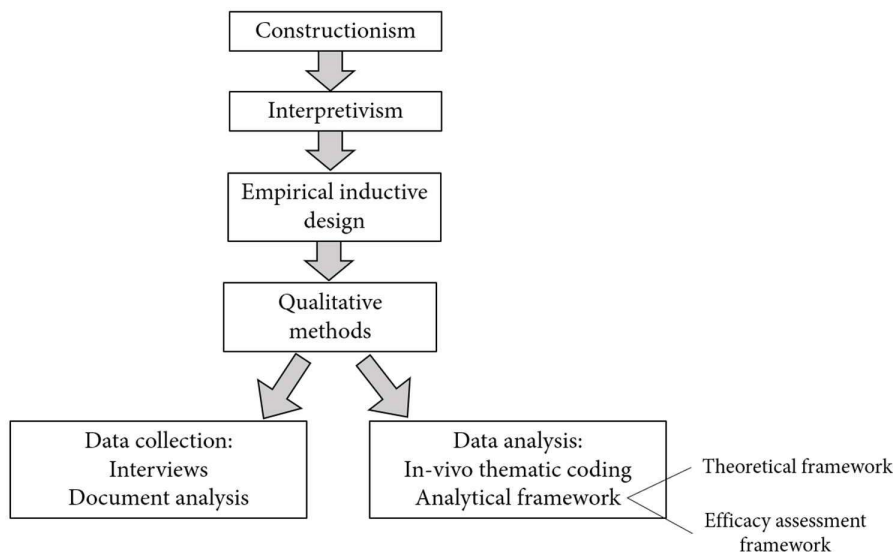 Constructionism
Interpretivism
Empirical inductive
design
Qualitative
methods
Data collection:
Interviews
Document analysis
Data analysis:
In-vivo thematic coding
Analytical framework
Theoretical framework
Efficacy assessment
framework